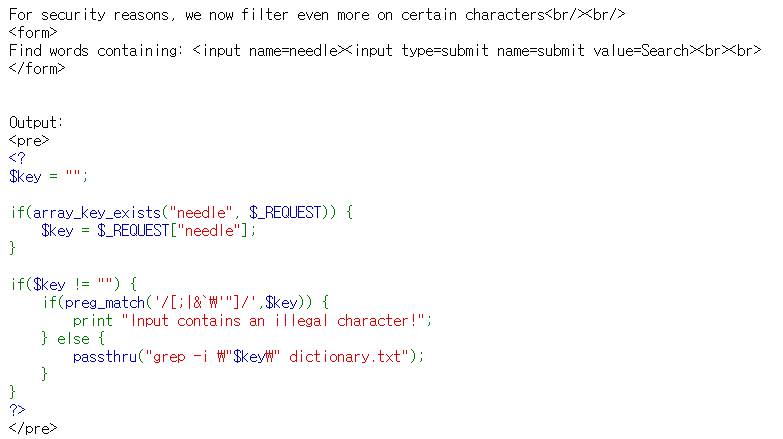 For security reasons, we now filter even more on certain characters<br/><br/>
<form>
Find words containing: <input name=needle><input type=submit name=submit value=Search><br><br>
</form>
Output:
<pre>
<?
$key = "";
if(array_key_exists("needle", $_REQUEST)) {
$key = $_REQUEST["needle"];
}
if($key != "") {
if(preg_match('/[;|&`₩'"]/',$key)) {
print "Input contains an illegal character!";
} else {
passthru("grep -i ₩"$key₩" dictionary.txt");
}
}
?>
</pre>